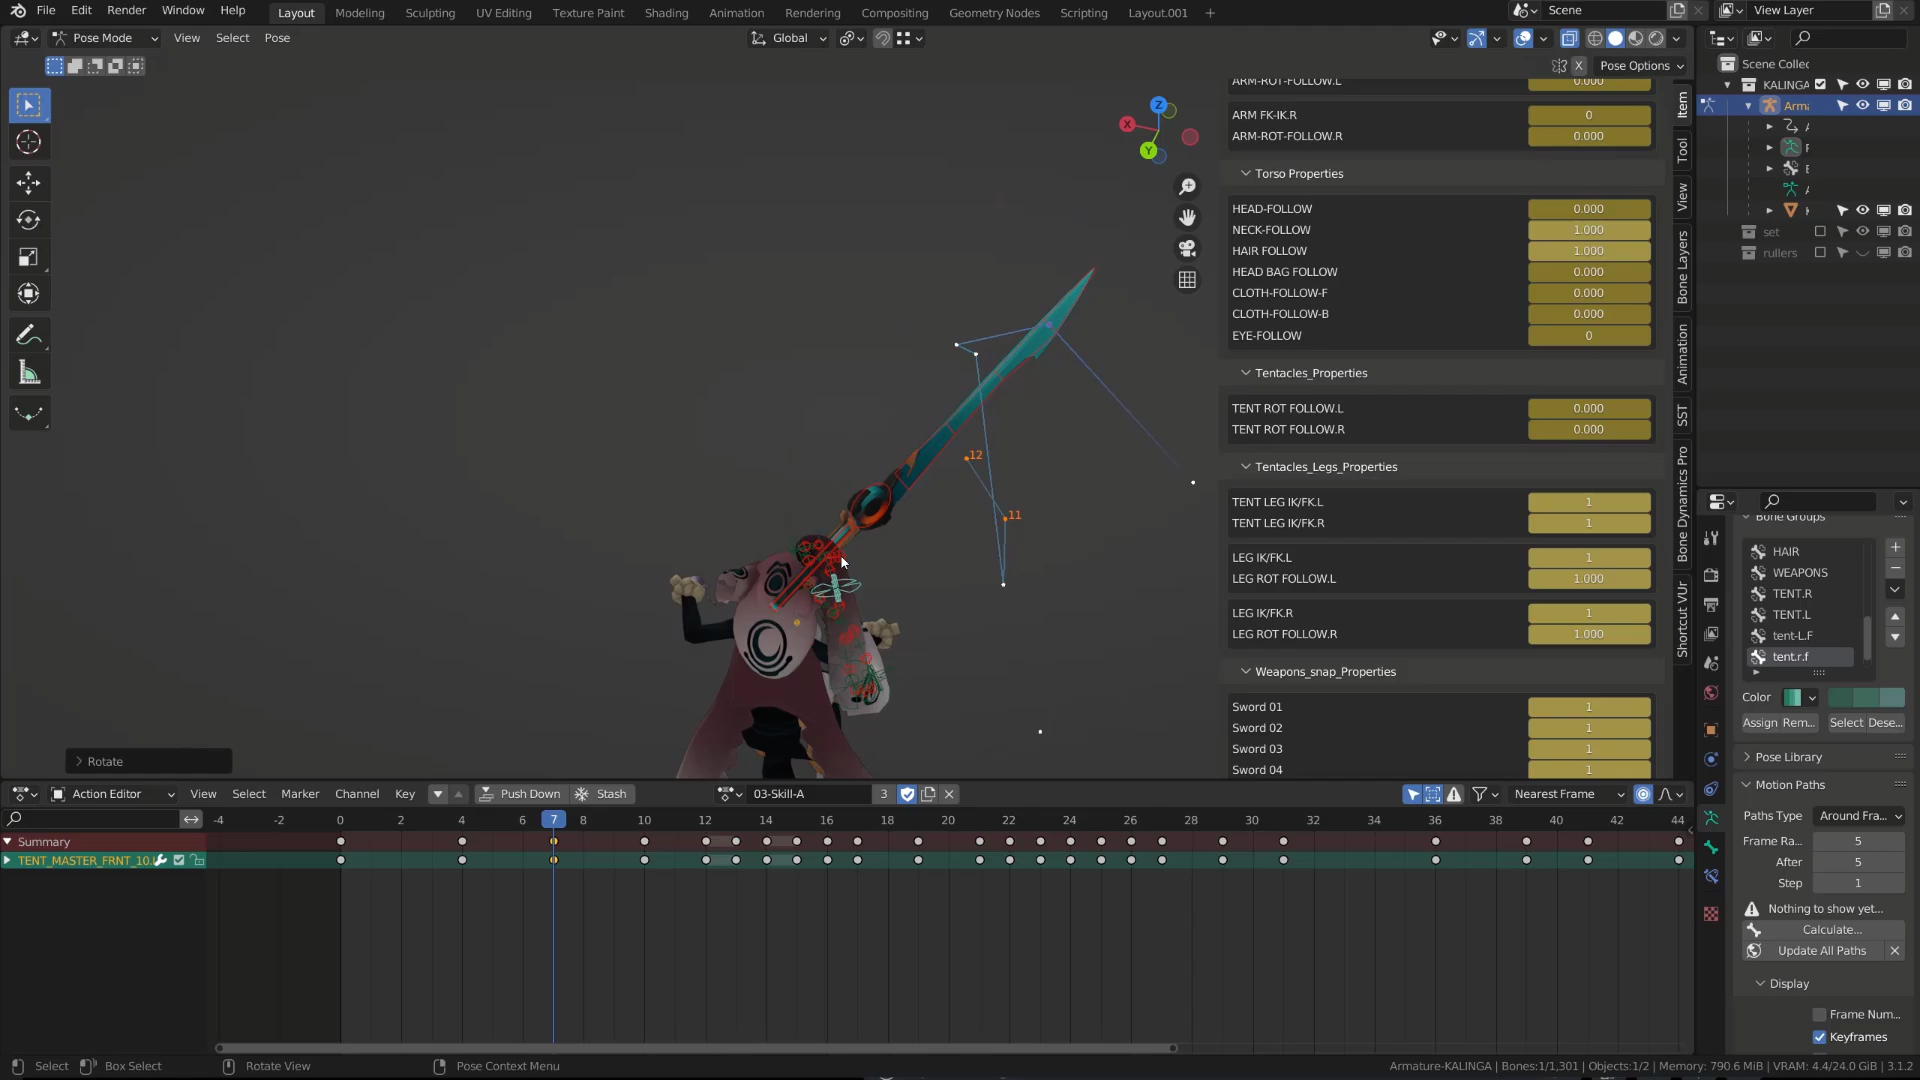 File Edit Render Window Help Layout Modeling Sculpting UV Editing Texture Paint Shading Animation Rendering Compositing Geometry Nodes Scripting Layout.001 + Scene View Layer
Pose Mode View Select Pose Global
X Pose Options
Scene Collec
KALINGA
Arma
set
rullers
X
Y
Z
Item
Tool
View
Bone Layers
Animation
SST
Bone Dynamics Pro
Shortcut VUr
ARM-ROT-FOLLOW.L 0.000
ARM FK-IK.R 0
ARM-ROT-FOLLOW.R 0.000
Torso Properties
HEAD-FOLLOW 0.000
NECK-FOLLOW 1.000
HAIR FOLLOW 1.000
HEAD BAG FOLLOW 0.000
CLOTH-FOLLOW-F 0.000
CLOTH-FOLLOW-B 0.000
EYE-FOLLOW 0
Tentacles_Properties
TENT ROT FOLLOW.L 0.000
TENT ROT FOLLOW.R 0.000
Tentacles_Legs_Properties
TENT LEG IK/FK.L 1
TENT LEG IK/FK.R 1
LEG IK/FK.L 1
LEG ROT FOLLOW.L 1.000
LEG IK/FK.R 1
LEG ROT FOLLOW.R 1.000
Weapons_snap_Properties
Sword 01 1
Sword 02 1
Sword 03 1
Sword 04 1
12
11
Rotate
Bone Groups
HAIR
WEAPONS
TENT.R
TENT.L
tent-L.F
tent.r.f
Color
Assign Rem... Select Dese...
Pose Library
Motion Paths
Paths Type Around Fra...
Frame Ra... 5
After 5
Step 1
Nothing to show yet...
Calculate...
Update All Paths
Display
Frame Num...
Keyframes
Action Editor View Select Marker Channel Key Push Down Stash 03-Skill-A 3 Nearest Frame
-4 -2 0 2 4 6 7 8 10 12 14 16 18 20 22 24 26 28 30 32 34 36 38 40 42 44
Summary
TENT_MASTER_FRNT_10.
Select Box Select Rotate View Pose Context Menu Armature-KALINGA | Bones:1/1,301 | Objects:1/2 | Memory: 790.6 MiB | VRAM: 4.4/24.0 GiB | 3.1.2